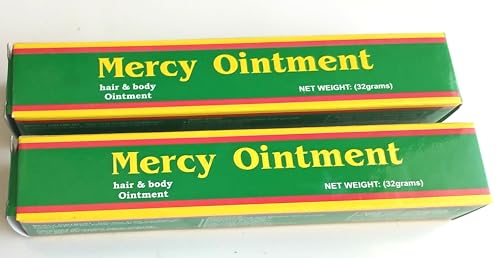 Mercy Ointment
hair & body
Ointment
NET WEIGHT: (32grams)
Mercy Ointment
hair & body
Ointment
NET WEIGHT: (32grams)